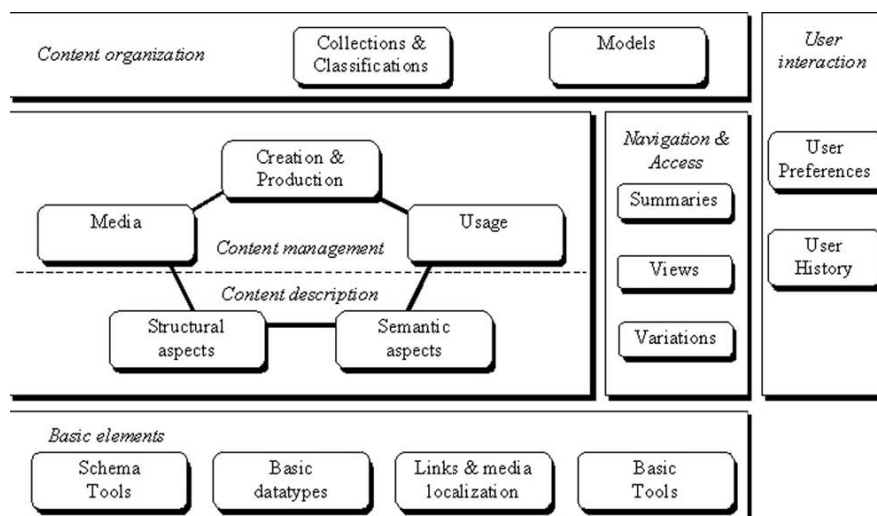 Content organization
Collections &
Classifications
Models
User
interaction
User
Preferences
User
History
Creation &
Production
Media
Usage
Content management
Content description
Structural
aspects
Semantic
aspects
Navigation &
Access
Summaries
Views
Variations
Basic elements
Schema
Tools
Basic
datatypes
Links & media
localization
Basic
Tools